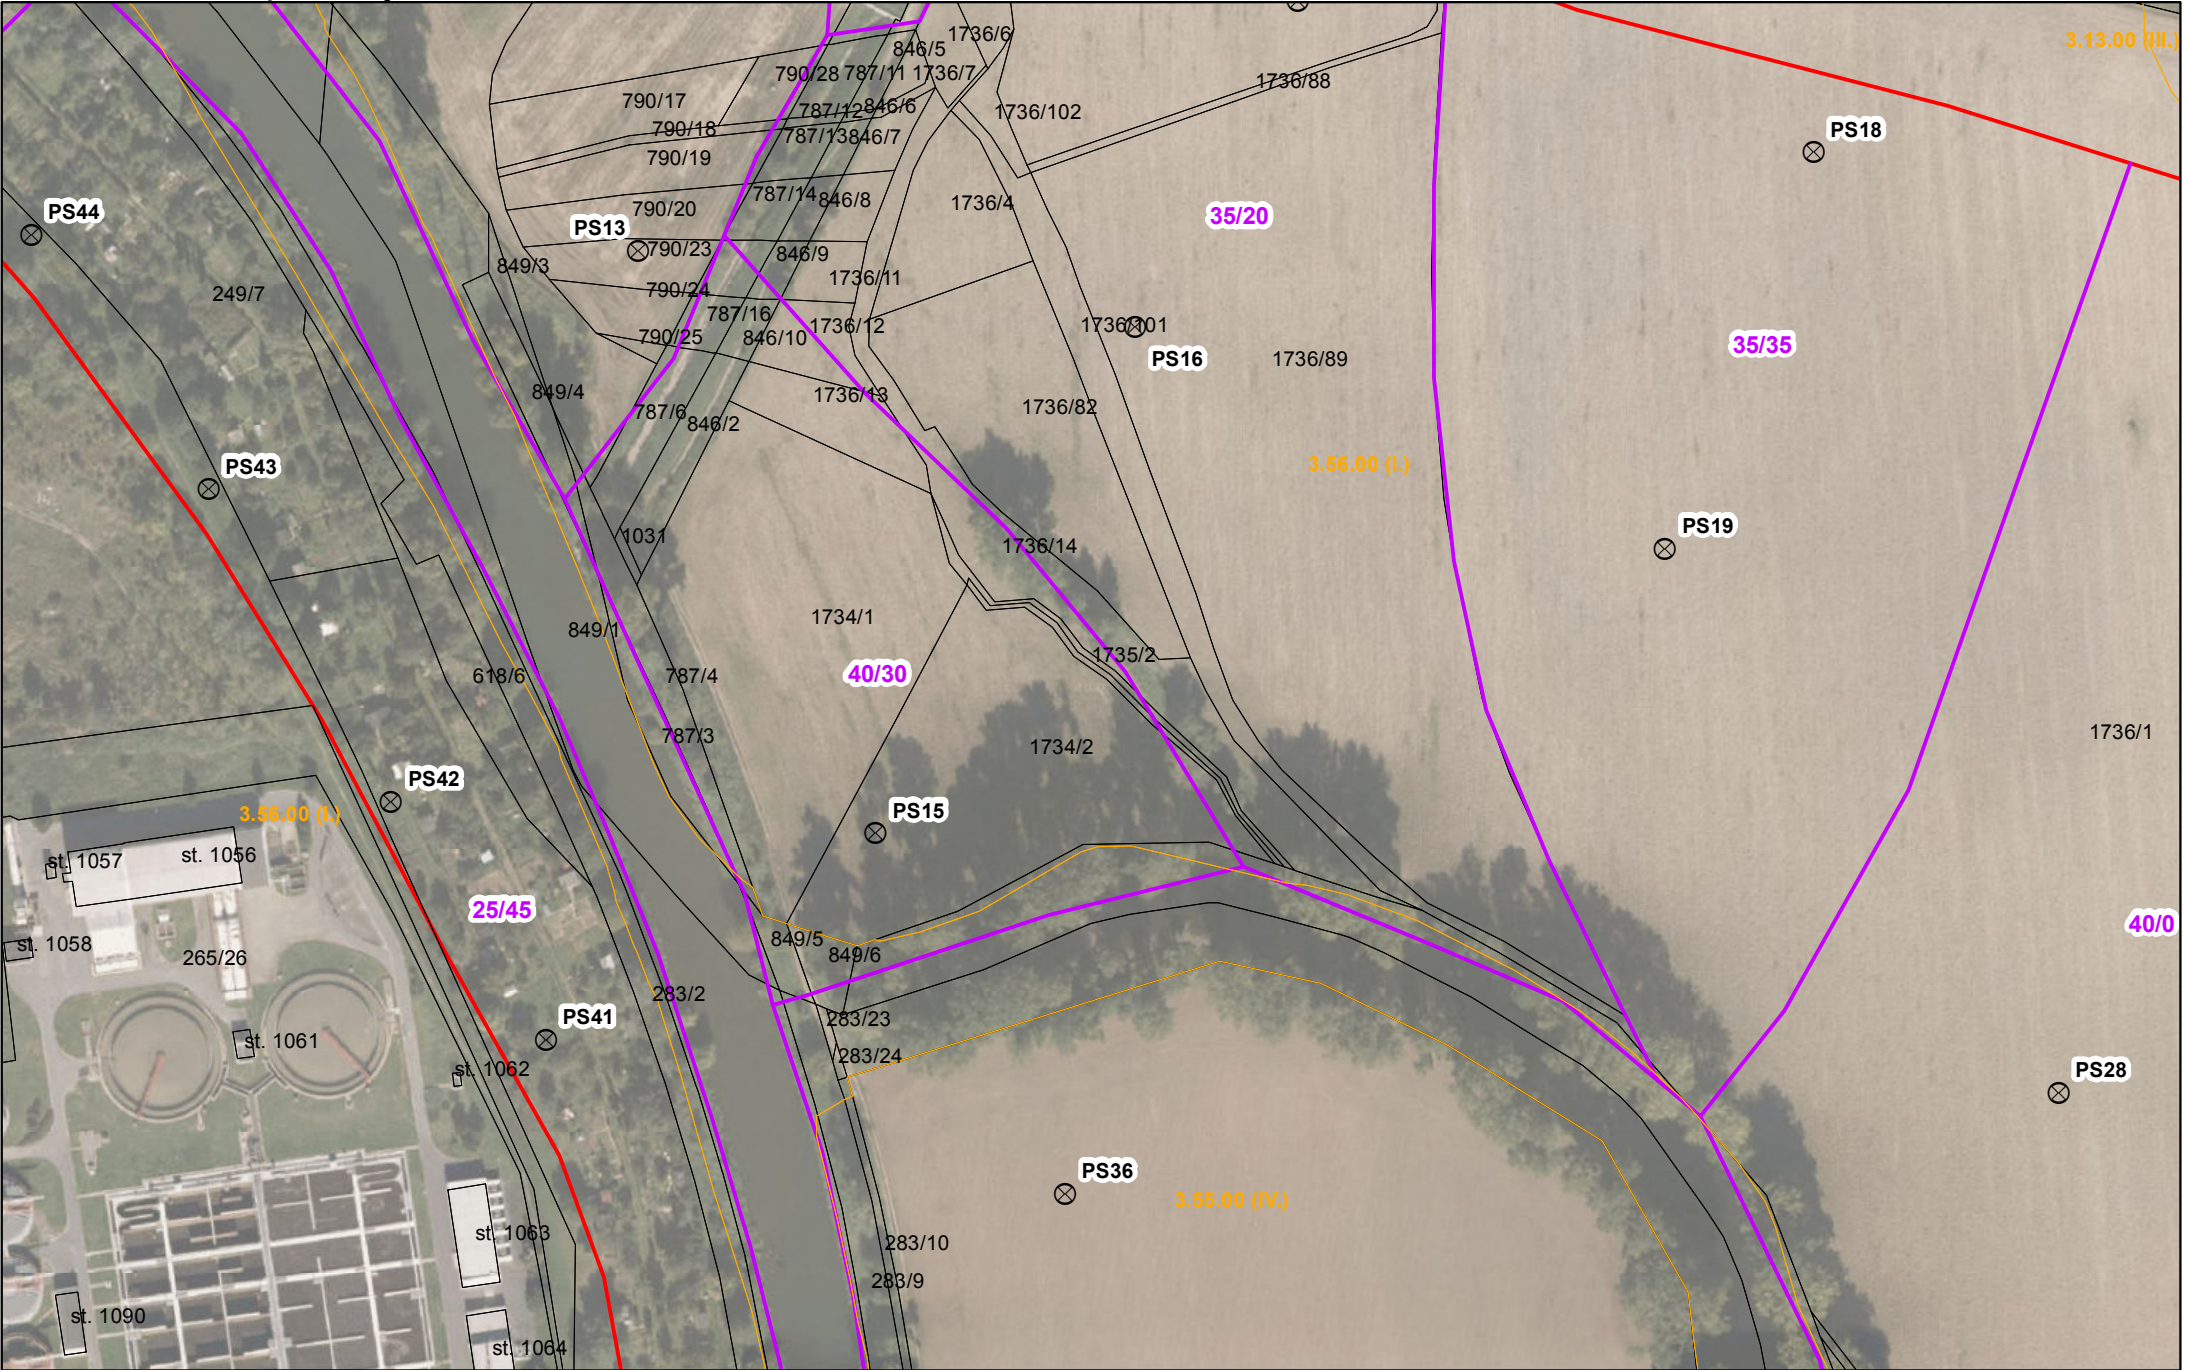 1736/6
3.13.00 (III.)
846/5
790/28
787/11
1736/7
1736/88
790/17
787/12
846/6
1736/102
790/18
787/13
846/7
PS18
790/19
787/14
846/8
1736/4
790/20
PS44
35/20
PS13
790/23
846/9
849/3
1736/11
249/7
790/24
787/16
1736/12
1736/101
790/25
846/10
35/35
PS16
1736/89
849/4
1736/13
1736/82
787/6
846/2
PS43
3.56.00 (I.)
PS19
1031
1736/14
1734/1
849/1
1735/2
618/6
787/4
40/30
787/3
1734/2
1736/1
PS42
3.56.00 (I.)
PS15
st. 1057
st. 1056
25/45
40/0
st. 1058
849/5
265/26
849/6
283/2
PS41
283/23
st. 1061
283/24
st. 1062
PS28
PS36
3.55.00 (IV.)
st. 1063
283/10
283/9
st. 1090
st. 1064